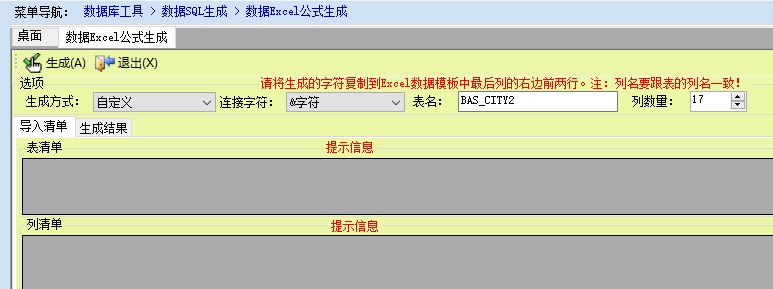 菜单导航: 数据库工具 > 数据SQL生成 > 数据Excel公式生成
桌面 数据Excel公式生成
生成(A) 退出(X)
选项 请将生成的字符复制到Excel数据模板中最后列的右边前两行。注: 列名要跟表的列名一致!
生成方式: 自定义 连接字符: &字符 表名: BAS_CITY2 列数量: 17
导入清单 生成结果
表清单 提示信息
列清单 提示信息